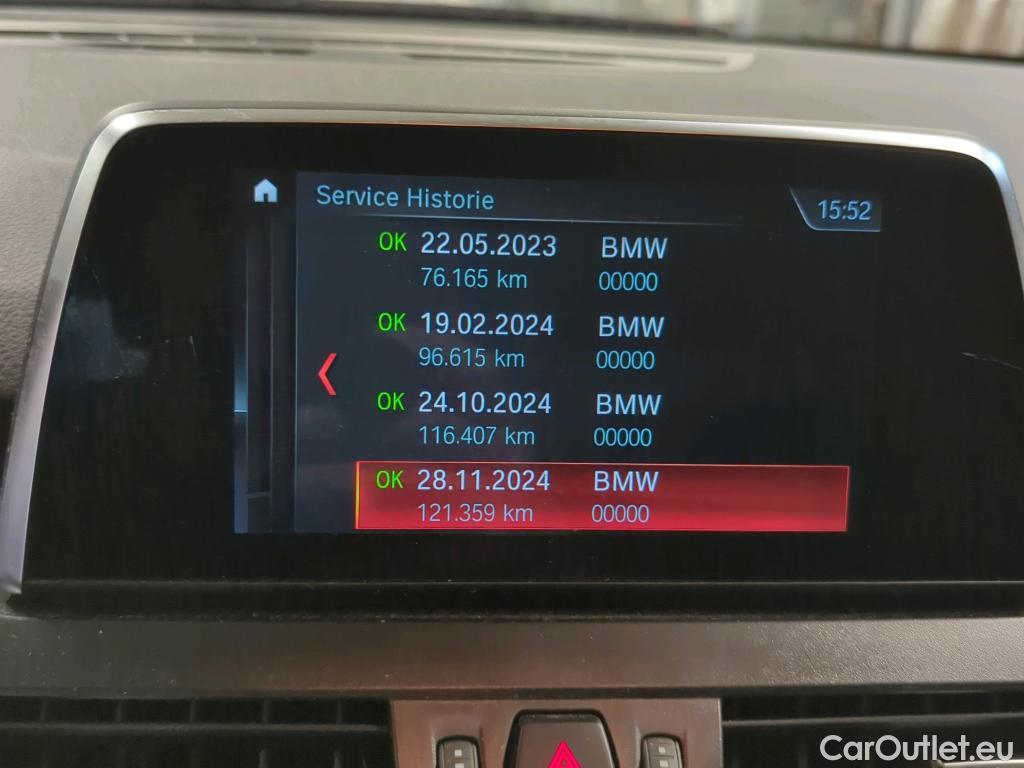 Service Historie
15:52
OK 22.05.2023 BMW
76.165 km 00000
OK 19.02.2024 BMW
96.615 km 00000
OK 24.10.2024 BMW
116.407 km 00000
OK 28.11.2024 BMW
121.359 km 00000
CarOutlet.eu